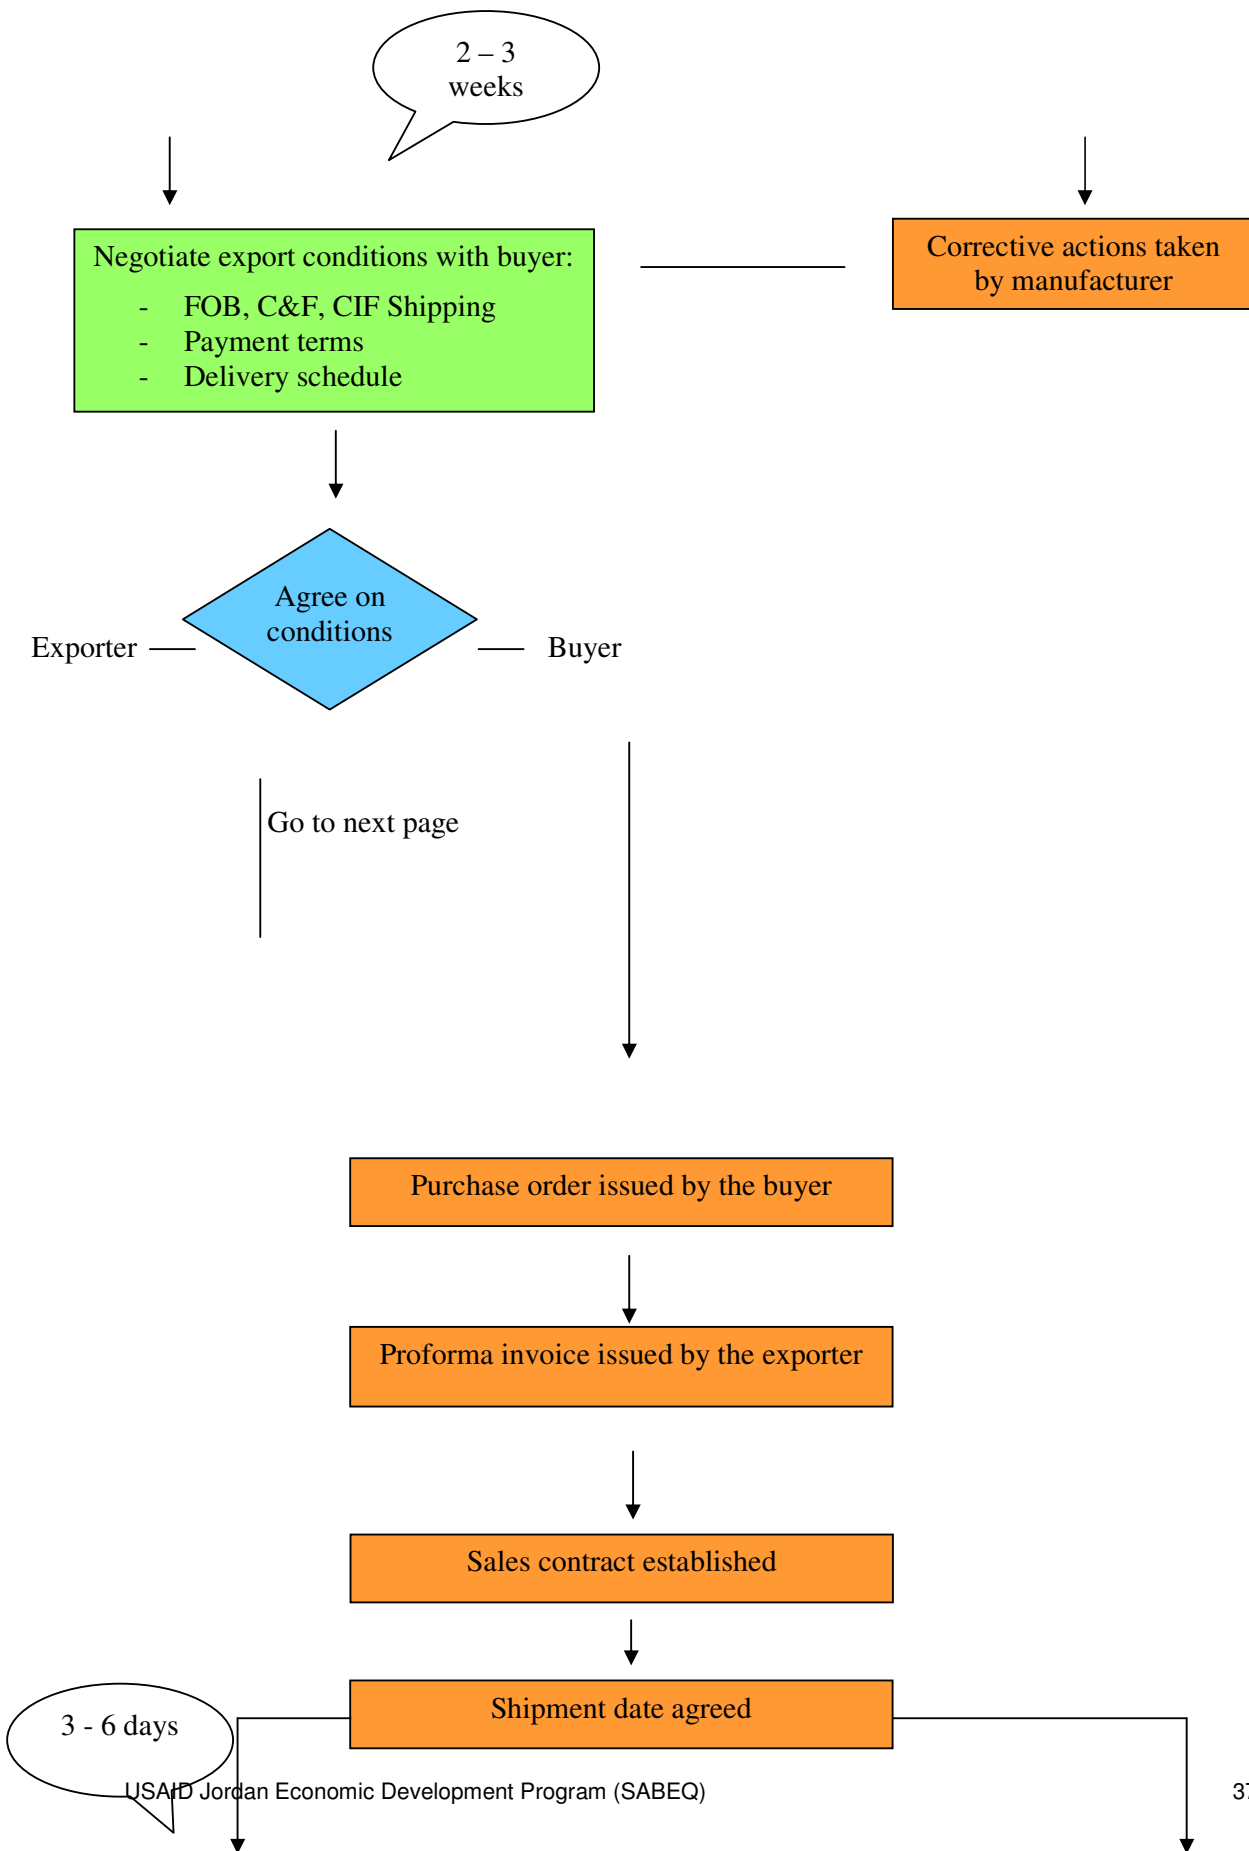 2 – 3
weeks
Negotiate export conditions with buyer:
- FOB, C&F, CIF Shipping
- Payment terms
- Delivery schedule
Corrective actions taken
by manufacturer
Agree on
conditions
Exporter
Buyer
Go to next page
Purchase order issued by the buyer
Proforma invoice issued by the exporter
Sales contract established
Shipment date agreed
3 - 6 days
USAID Jordan Economic Development Program (SABEQ)
37